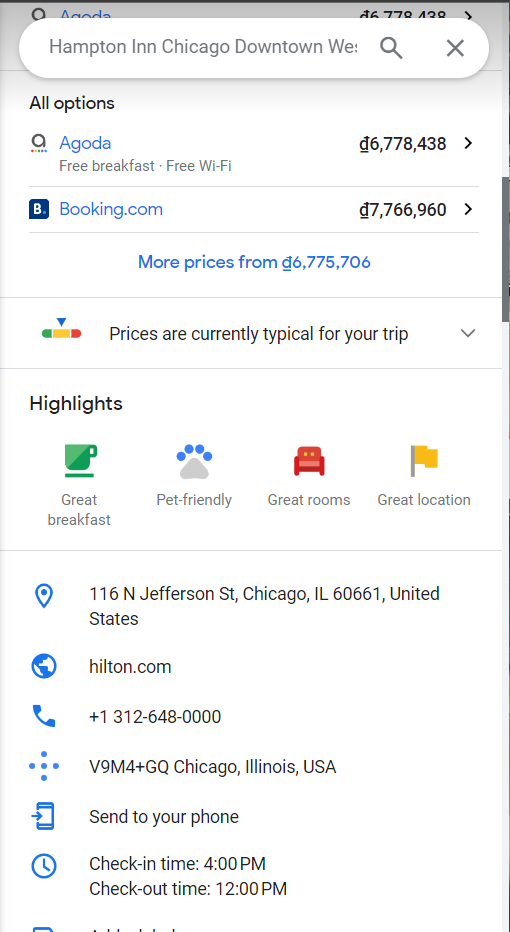 Agoda ₫6,778,438
Hampton Inn Chicago Downtown Wes
All options
Agoda ₫6,778,438
Free breakfast · Free Wi-Fi
B. Booking.com ₫7,766,960
More prices from ₫6,775,706
Prices are currently typical for your trip
Highlights
Great breakfast
Pet-friendly
Great rooms
Great location
116 N Jefferson St, Chicago, IL 60661, United
States
hilton.com
+1 312-648-0000
V9M4+GQ Chicago, Illinois, USA
Send to your phone
Check-in time: 4:00 PM
Check-out time: 12:00 PM